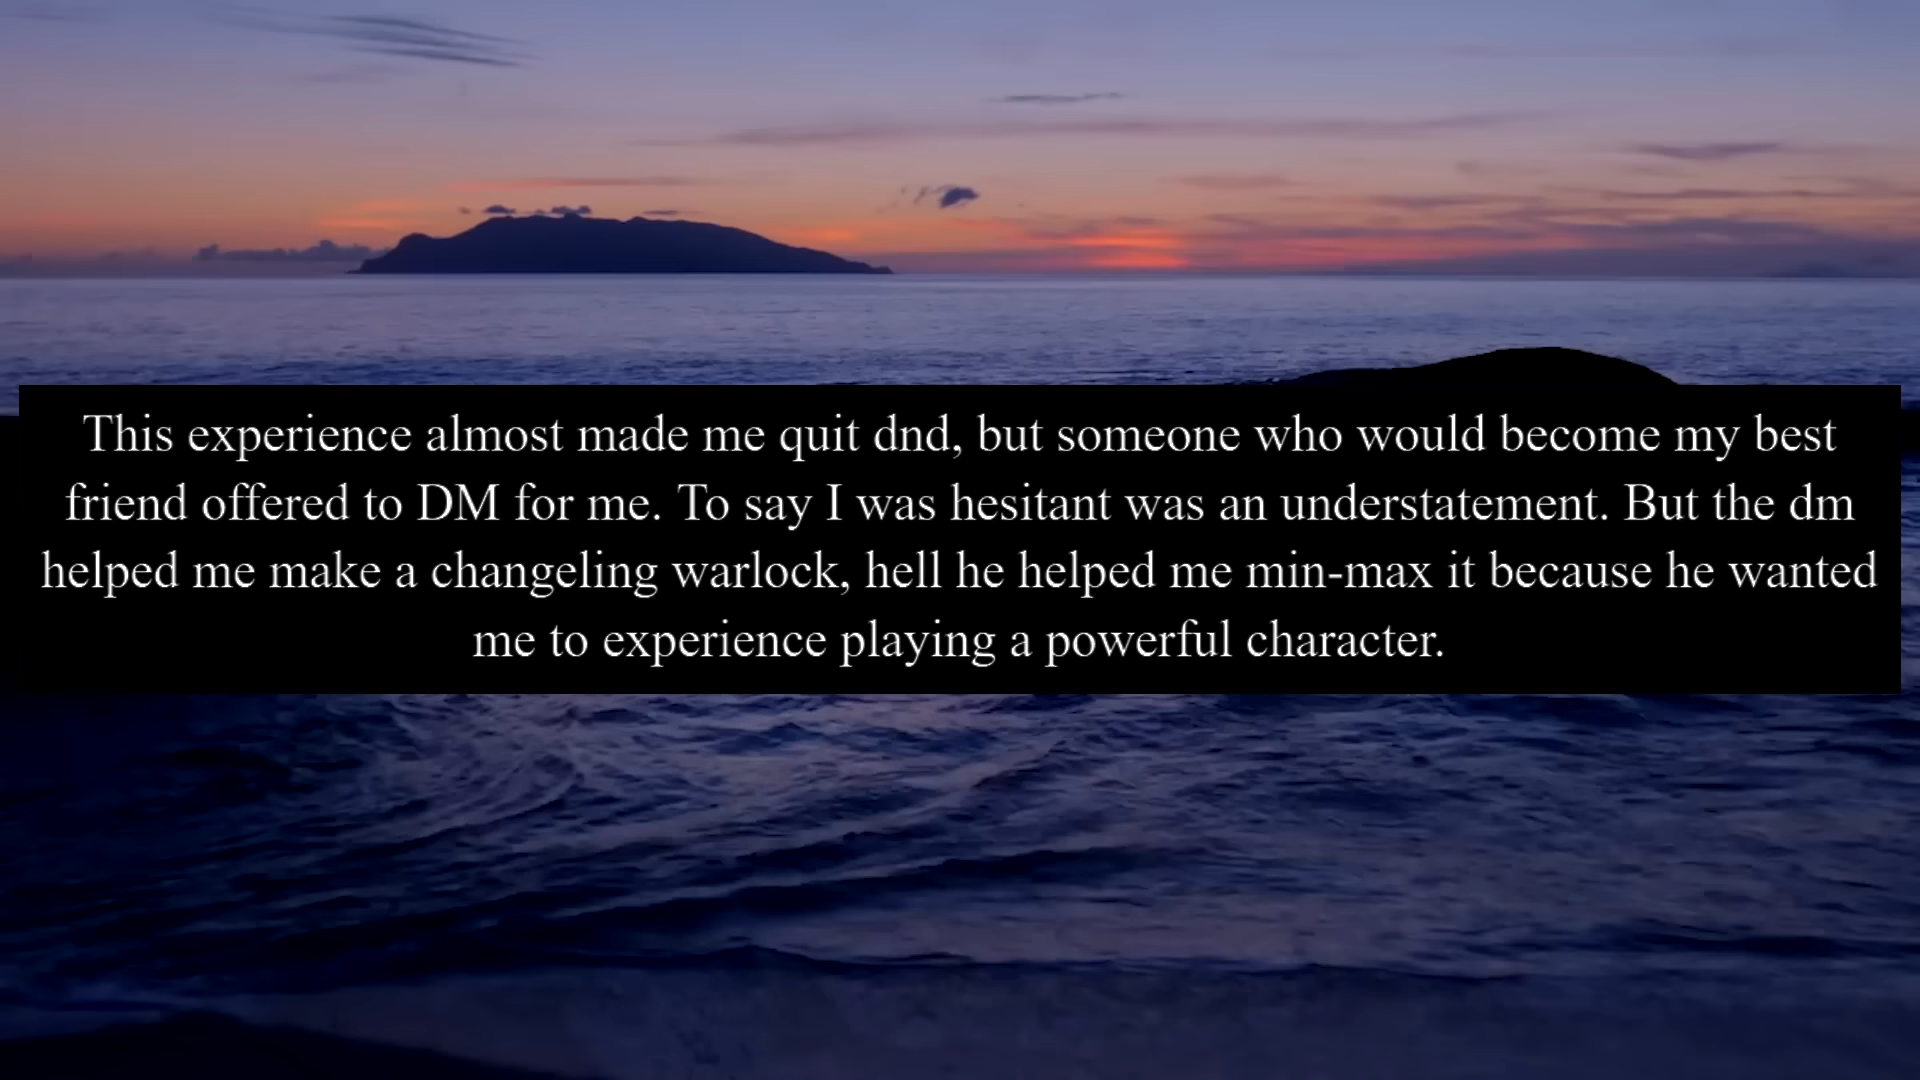 This experience almost made me quit dnd, but someone who would become my best
friend offered to DM for me. To say I was hesitant was an understatement. But the dm
helped me make a changeling warlock, hell he helped me min-max it because he wanted
me to experience playing a powerful character.